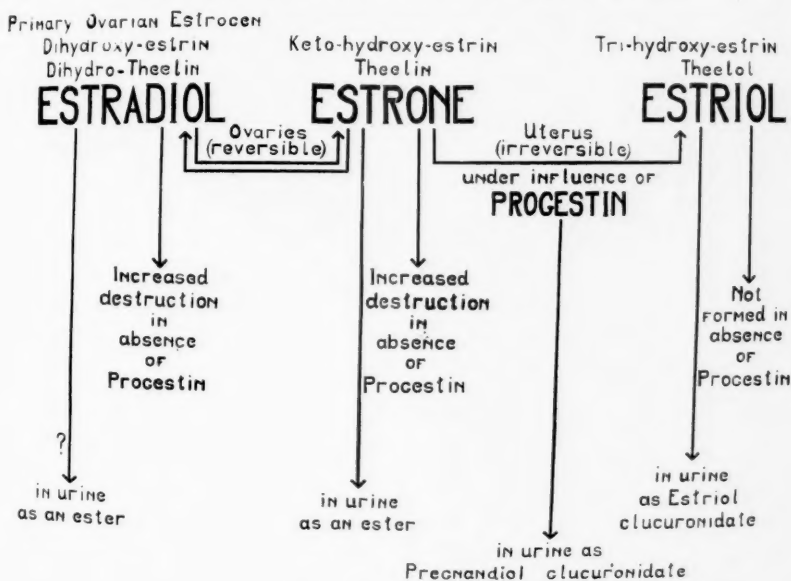 Primary Ovarian Estrocen
Dihydroxy-estrin
Dihydro-Theelin
ESTRADIOL
Keto-hydroxy-estrin
Theelin
ESTRONE
Tri-hydroxy-estrin
Theelol
ESTRIOL
Ovaries
(reversible)
Uterus
(irreversible)
under influence of
PROGESTIN
Increased
destruction
in
absence
of
Procestin
Increased
destruction
in
absence
of
Procestin
Not
formed in
absence
of
Procestin
?
in urine
as an ester
in urine
as an ester
in urine as
Precnandiol clucuronidate
in urine
as Estriol
clucuronidate